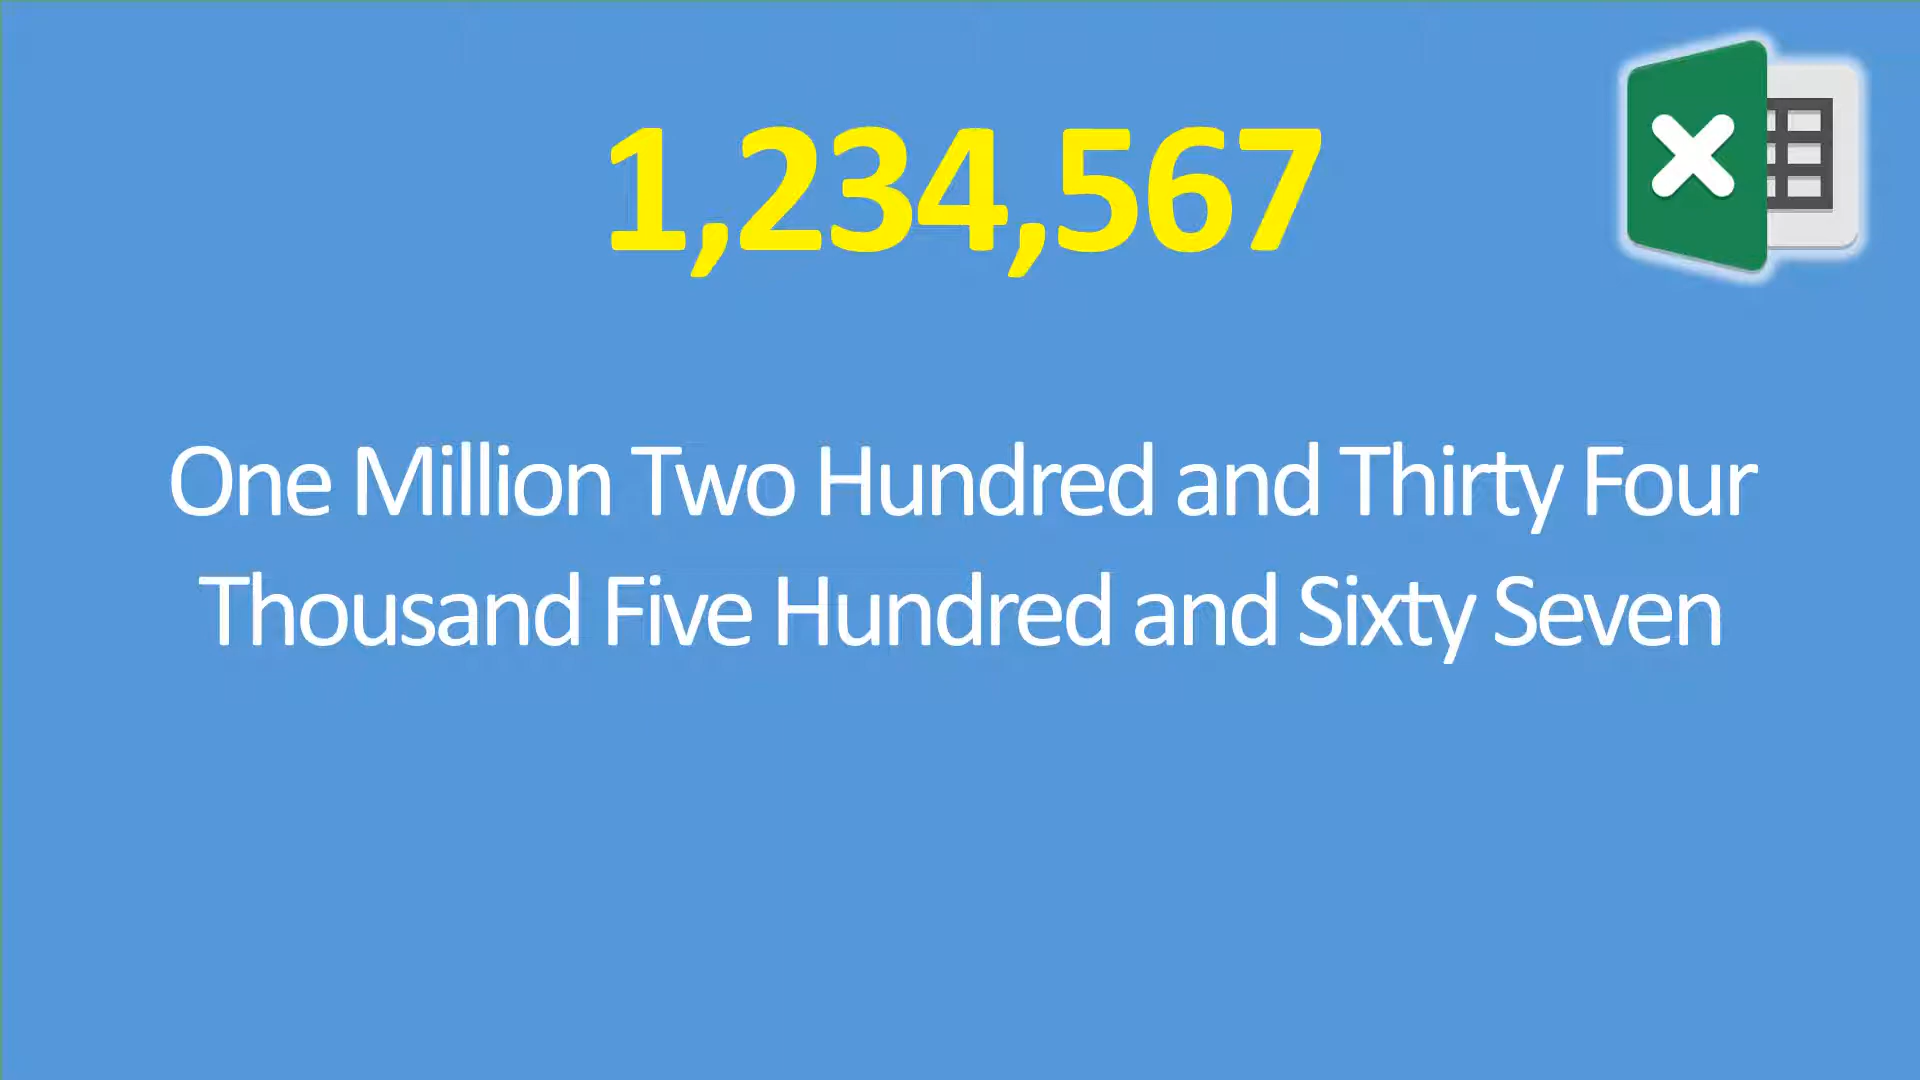 1,234,567
One Million Two Hundred and Thirty Four
Thousand Five Hundred and Sixty Seven